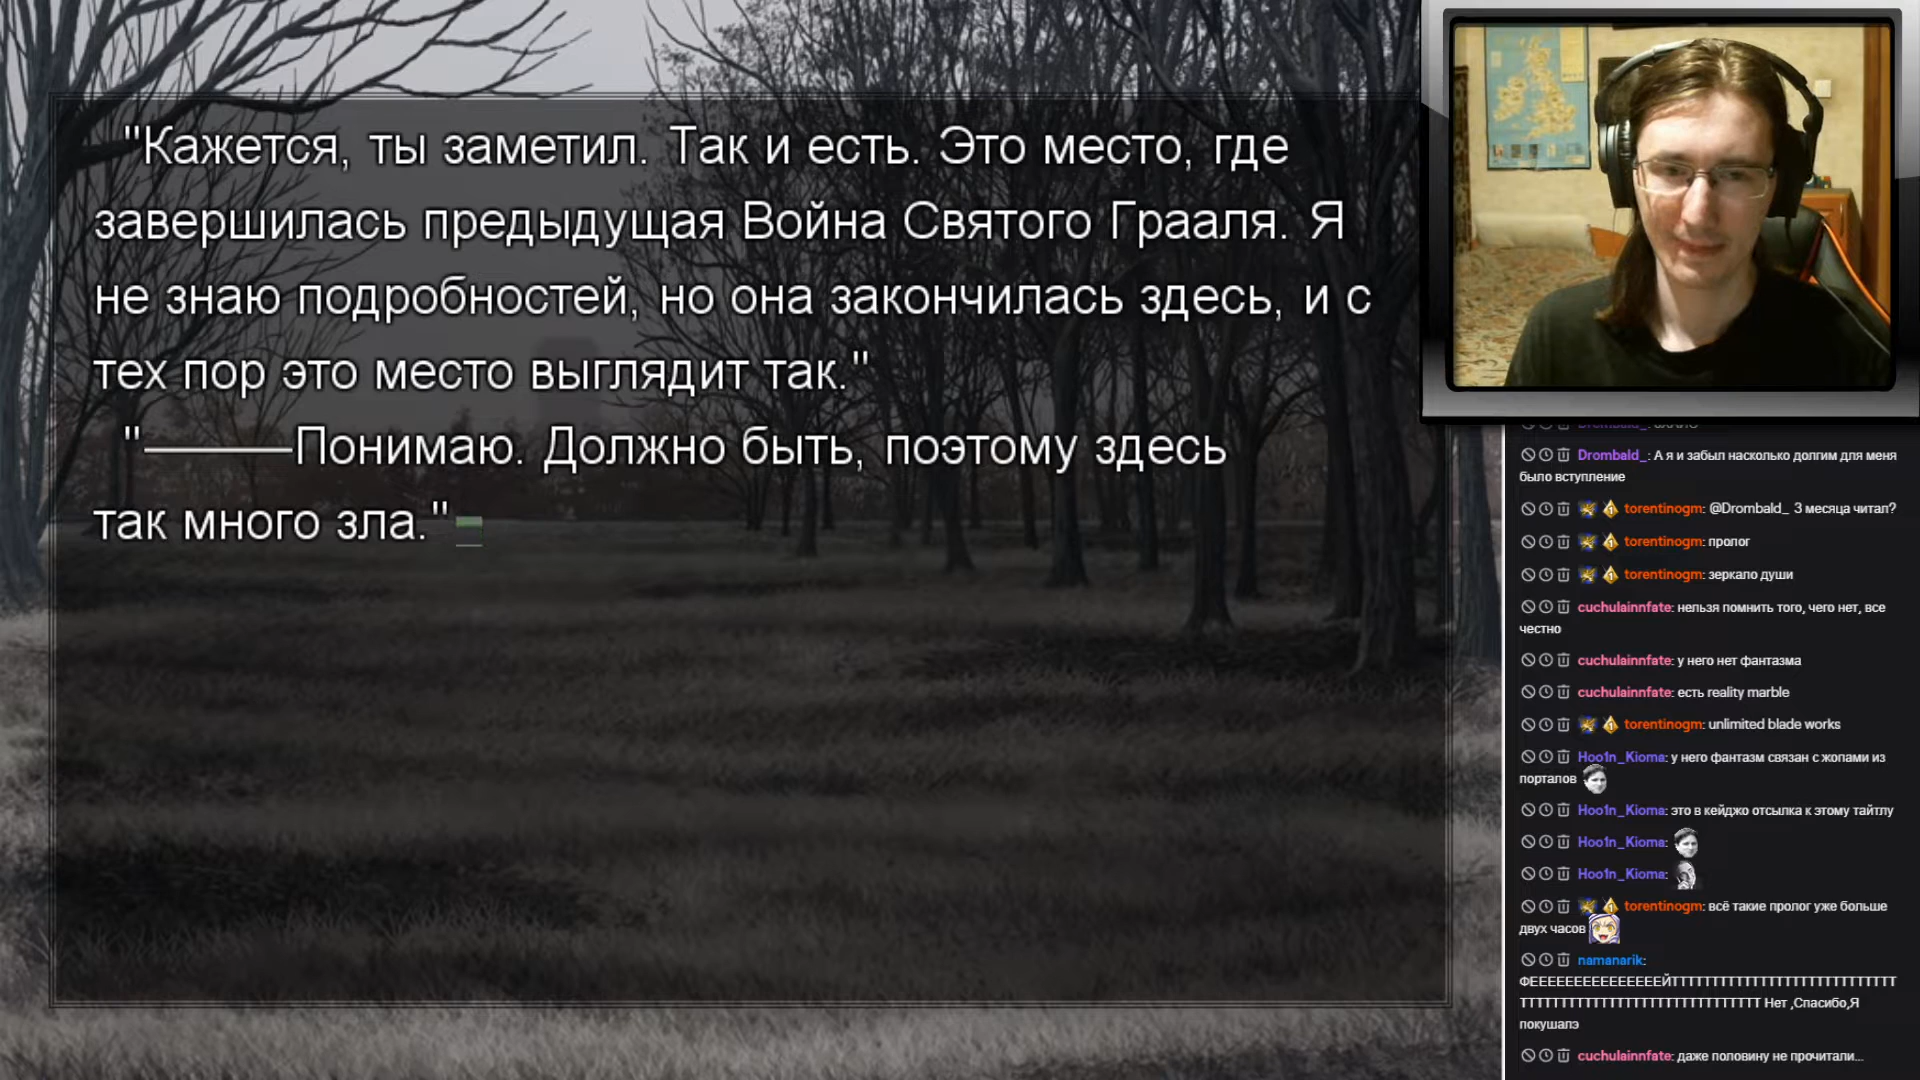 "Кажется, ты заметил. Так и есть. Это место, где
завершилась предыдущая Война Святого Грааля. Я
не знаю подробностей, но она закончилась здесь, и с
тех пор это место выглядит так."
"———Понимаю. Должно быть, поэтому здесь
так много зла."
Drombald_: А я и забыл насколько долгим для меня
было вступление
torentinogm: @Drombald_ 3 месяца читал?
torentinogm: пролог
torentinogm: зеркало души
cuchulainnfate: нельзя помнить того, чего нет, все
честно
cuchulainnfate: у него нет фантазма
cuchulainnfate: есть reality marble
torentinogm: unlimited blade works
Hoo1n_Kioma: у него фантазм связан с жопами из
порталов
Hoo1n_Kioma: это в кейджо отсылка к этому тайтлу
Hoo1n_Kioma:
Hoo1n_Kioma:
torentinogm: всё такие пролог уже больше
двух часов
namanarik:
ФЕЕЕЕЕЕЕЕЕЕЕЕЕЕЕЙТТТТТТТТТТТТТТТТТТТТТТТТТТ
ТТТТТТТТТТТТТТТТТТТТТТТТТТТТ Нет ,Спасибо,Я
покушалэ
cuchulainnfate: даже половину не прочитали...